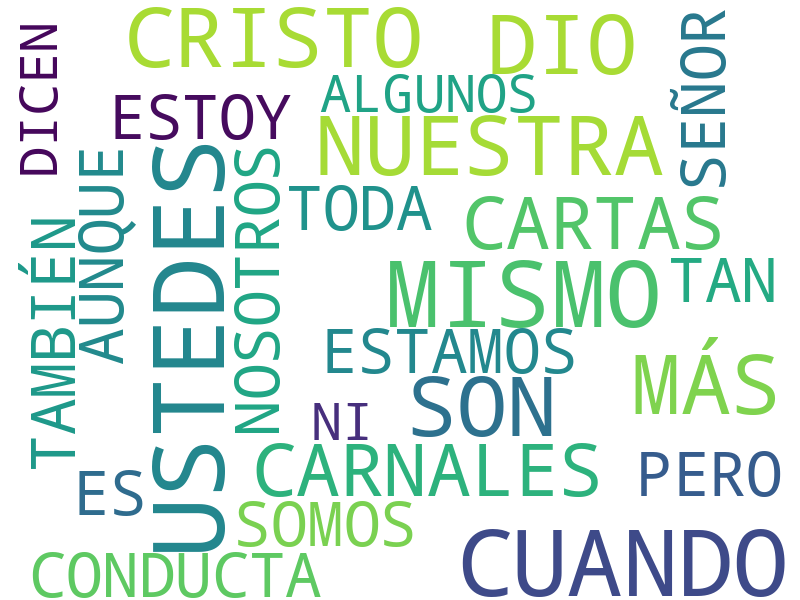 CRISTO
DIO
SEÑOR
DICEN
ESTOY
ALGUNOS
NUESTRA
AUNQUE
USTEDES
NOSOTROS
TODA
CARTAS
TAMBIÉN
MISMO
TAN
ESTAMOS
MÁS
SON
NI
CARNALES
PERO
ES
SOMOS
CUANDO
CONDUCTA